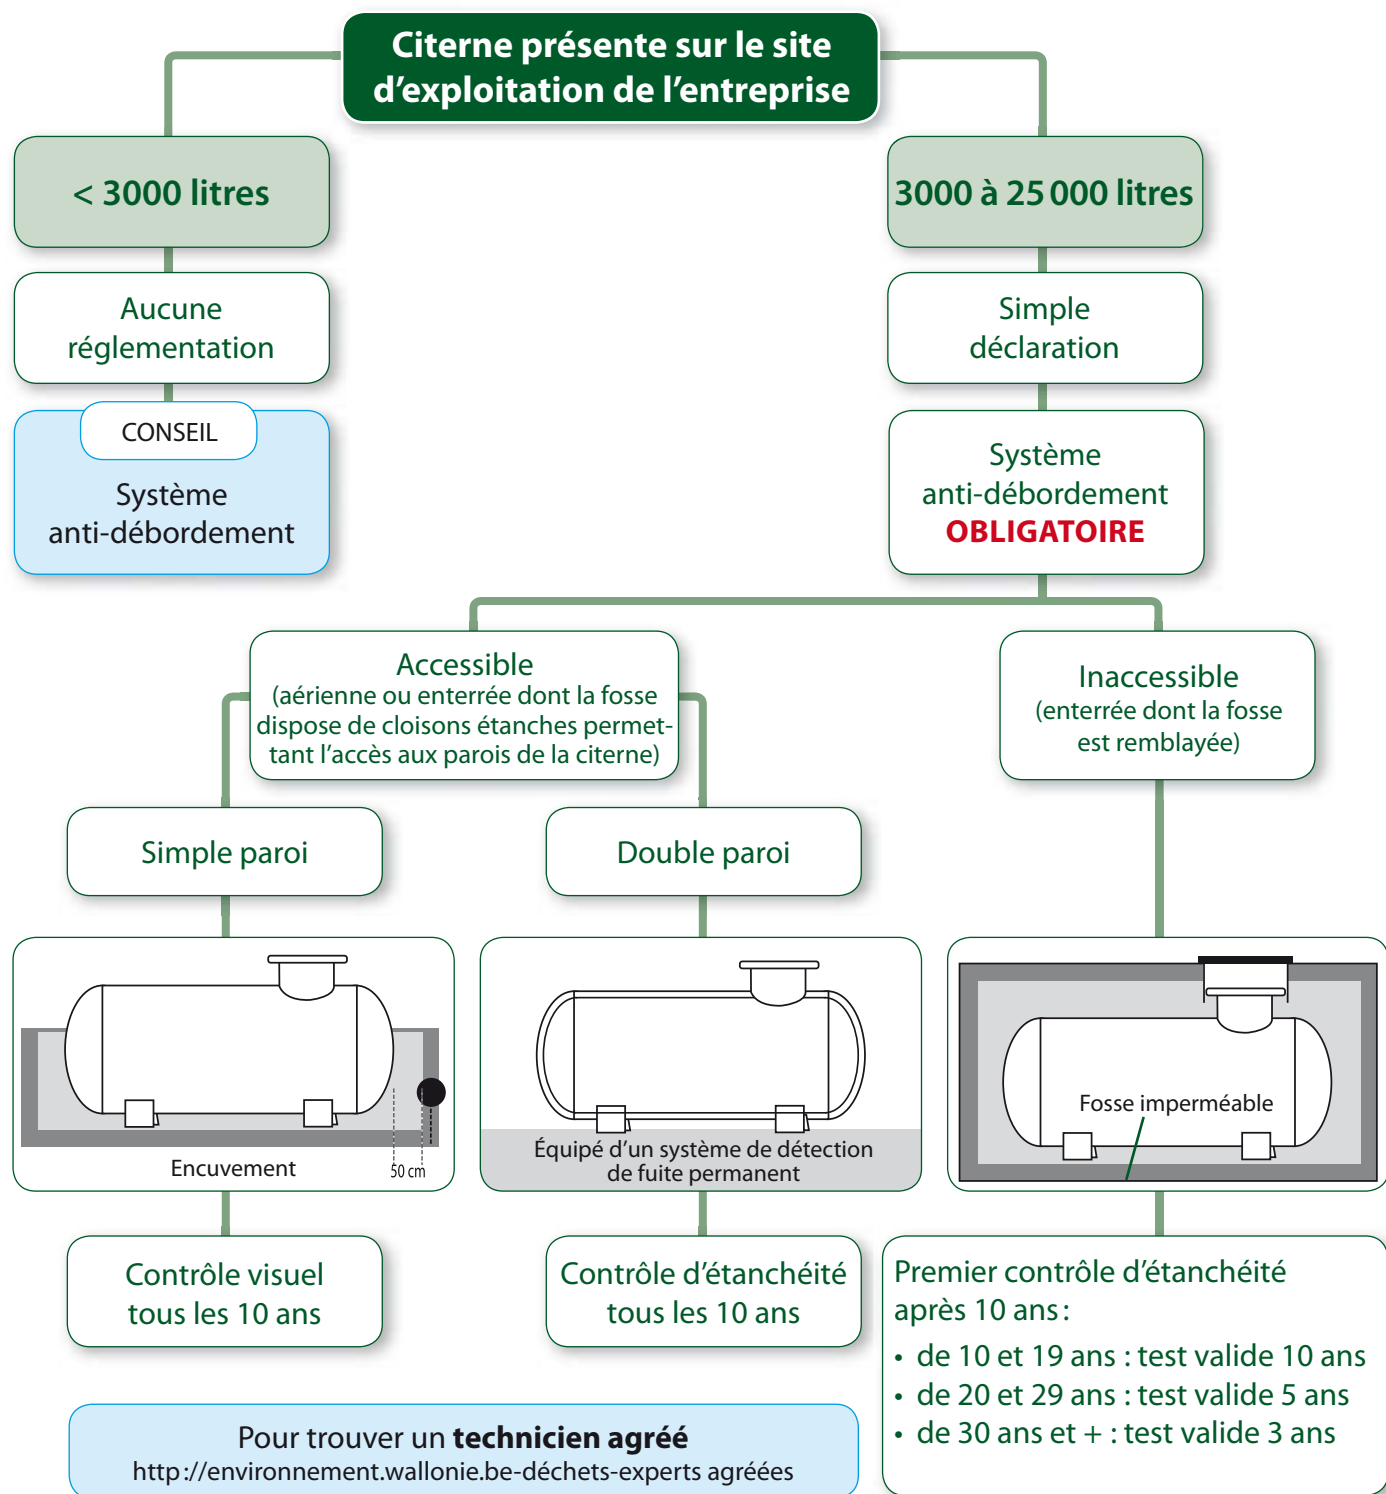 Citerne présente sur le site
d'exploitation de l'entreprise
< 3000 litres
3000 à 25 000 litres
Aucune
réglementation
Simple
déclaration
CONSEIL
Système
anti-débordement
Système
anti-débordement
OBLIGATOIRE
Accessible
(aérienne ou enterrée dont la fosse
dispose de cloisons étanches permet-
tant l'accès aux parois de la citerne)
Inaccessible
(enterrée dont la fosse
est remblayée)
Simple paroi
Double paroi
Encuvement
50 cm
Équipé d'un système de détection
de fuite permanent
Fosse imperméable
Contrôle visuel
tous les 10 ans
Contrôle d'étanchéité
tous les 10 ans
Premier contrôle d'étanchéité
après 10 ans :
• de 10 et 19 ans : test valide 10 ans
• de 20 et 29 ans : test valide 5 ans
• de 30 ans et + : test valide 3 ans
Pour trouver un technicien agréé
http://environnement.wallonie.be-déchets-experts agréées